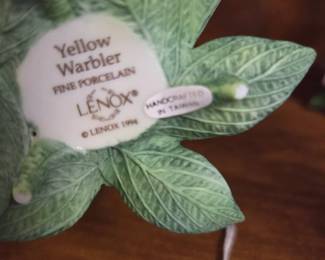 Yellow
Warbler
FINE PORCELAIN
LENOX®
© LENOX 1994
HANDCRAFTED
IN TAIWAN